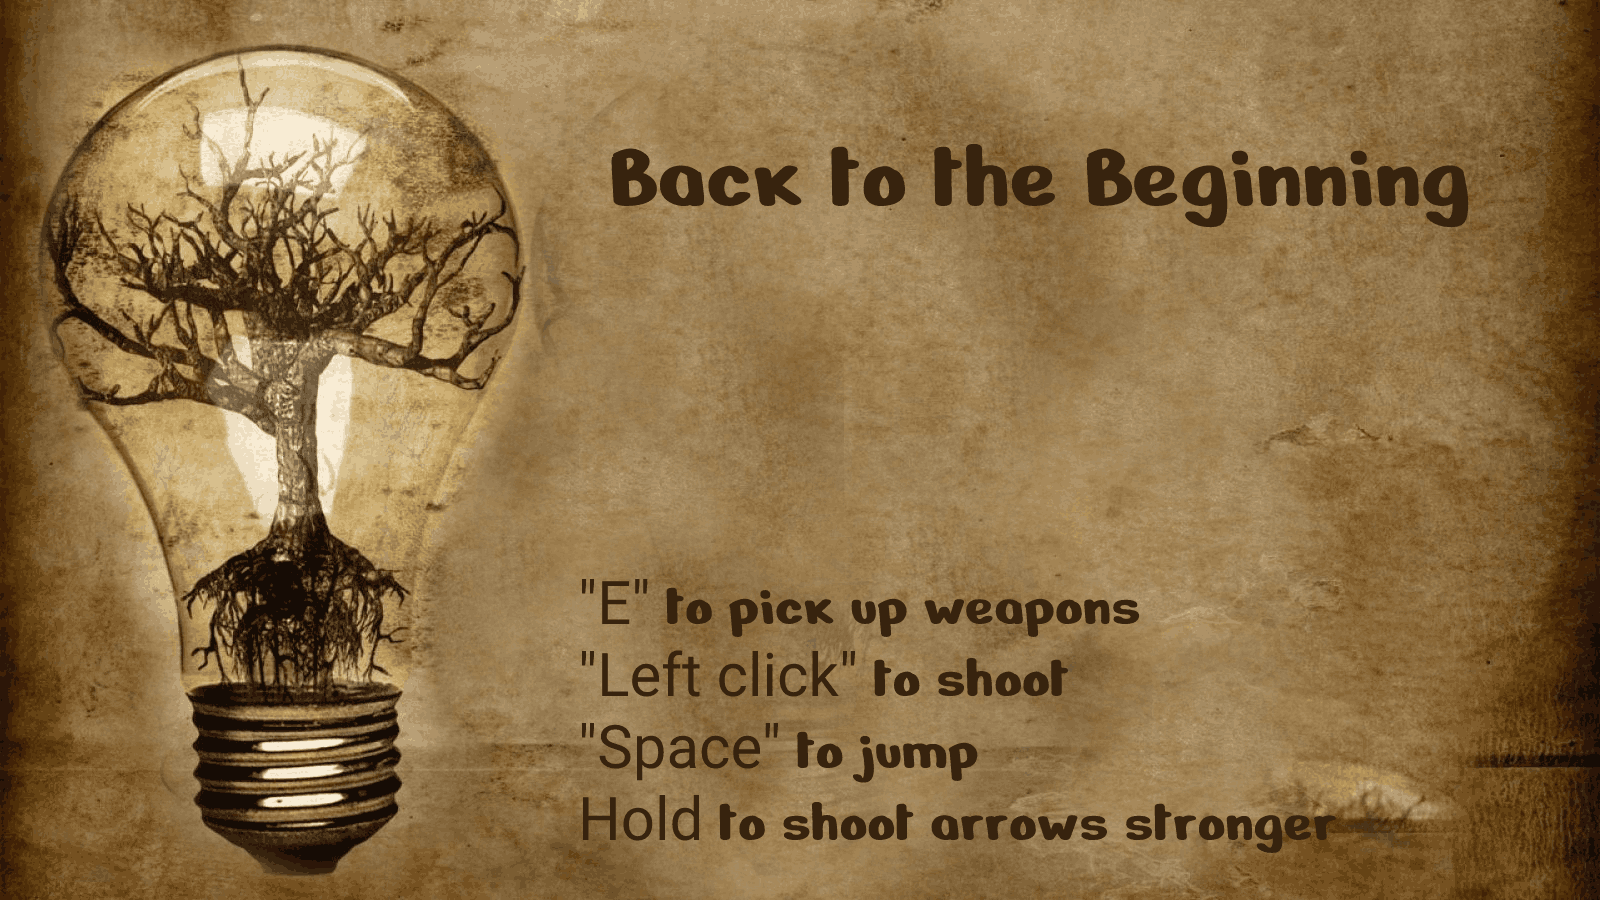 Back to the Beginning
"E" to pick up weapons
"Left click" to shoot
"Space" to jump
Hold to shoot arrows stronger